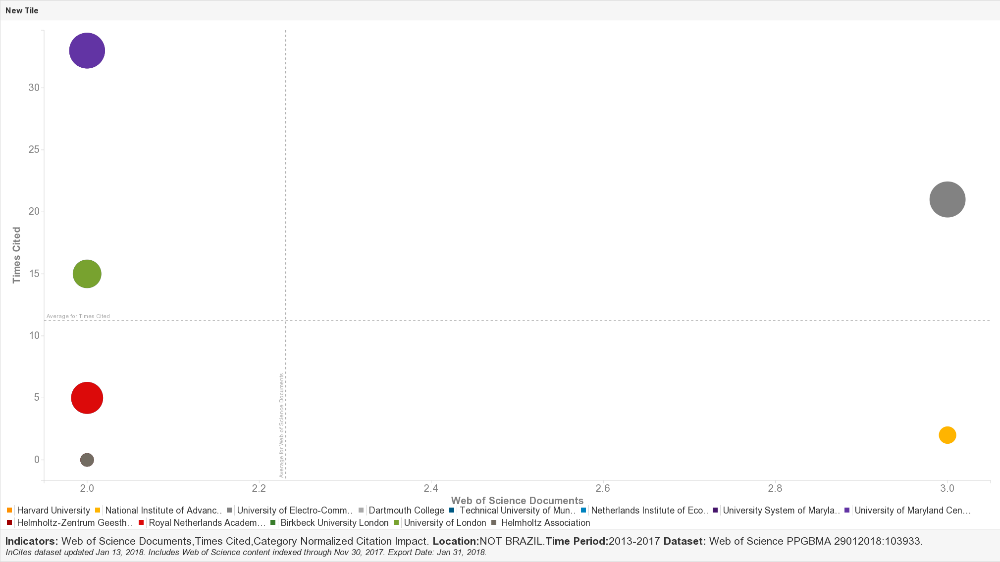 New Tile
30
25
20
15
10
5
0
Times Cited
Average for Times Cited
Average for Web of Science Documents
2.0 2.2 2.4 2.6 2.8 3.0
Web of Science Documents
Harvard University National Institute of Advanc.. University of Electro-Comm.. Dartmouth College Technical University of Mun.. Netherlands Institute of Eco.. University System of Maryla.. University of Maryland Cen...
Helmholtz-Zentrum Geesth.. Royal Netherlands Academ... Birkbeck University London University of London Helmholtz Association
Indicators: Web of Science Documents,Times Cited,Category Normalized Citation Impact. Location:NOT BRAZIL.Time Period:2013-2017 Dataset: Web of Science PPGBMA 29012018:103933.
InCites dataset updated Jan 13, 2018. Includes Web of Science content indexed through Nov 30, 2017. Export Date: Jan 31, 2018.